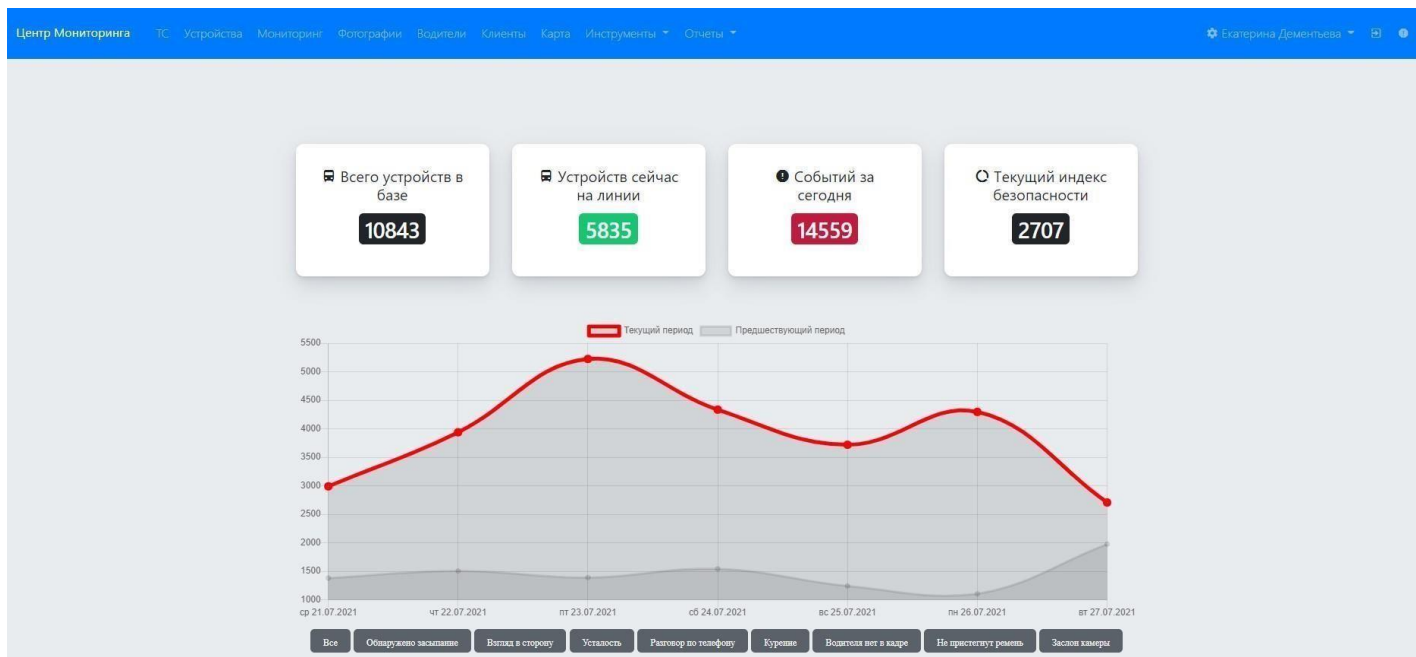 Центр Мониторинга ТС Устройства Мониторинг Фотографии Водители Клиенты Карта Инструменты Отчеты Екатерина Дементьева
Всего устройств в
базе
10843
Устройств сейчас
на линии
5835
Событий за
сегодня
14559
Текущий индекс
безопасности
2707
Текущий период Предшествующий период
5500
5000
4500
4000
3500
3000
2500
2000
1500
1000
ср 21.07.2021 чт 22.07.2021 пт 23.07.2021 сб 24.07.2021 вс 25.07.2021 пн 26.07.2021 вт 27.07.2021
Все Обнаружено засыпание Взгляд в сторону Усталость Разговор по телефону Курение Водителя нет в кадре Не пристегнут ремень Заслон камеры